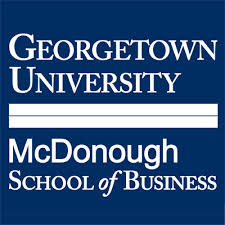 GEORGETOWN
UNIVERSITY
McDonough
SCHOOL of BUSINESS